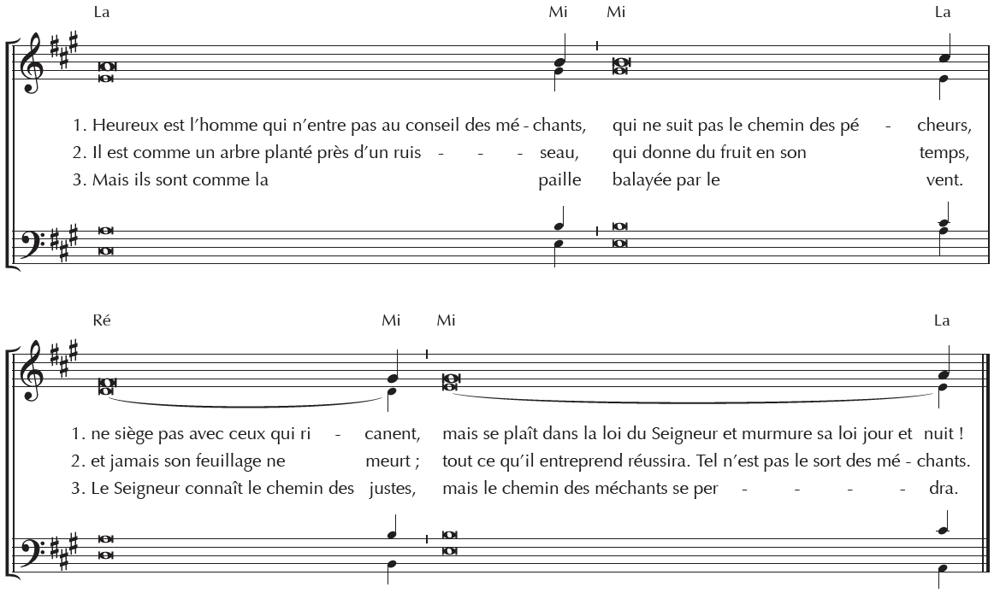 La Mi Mi La
1. Heureux est l’homme qui n’entre pas au conseil des mé - chants, qui ne suit pas le chemin des pé - cheurs,
2. Il est comme un arbre planté près d’un ruis - - - seau, qui donne du fruit en son temps,
3. Mais ils sont comme la paille balayée par le vent.
Ré Mi Mi La
1. ne siège pas avec ceux qui ri - canent, mais se plaît dans la loi du Seigneur et murmure sa loi jour et nuit !
2. et jamais son feuillage ne meurt ; tout ce qu’il entreprend réussira. Tel n’est pas le sort des mé - chants.
3. Le Seigneur connaît le chemin des justes, mais le chemin des méchants se per - - - - dra.